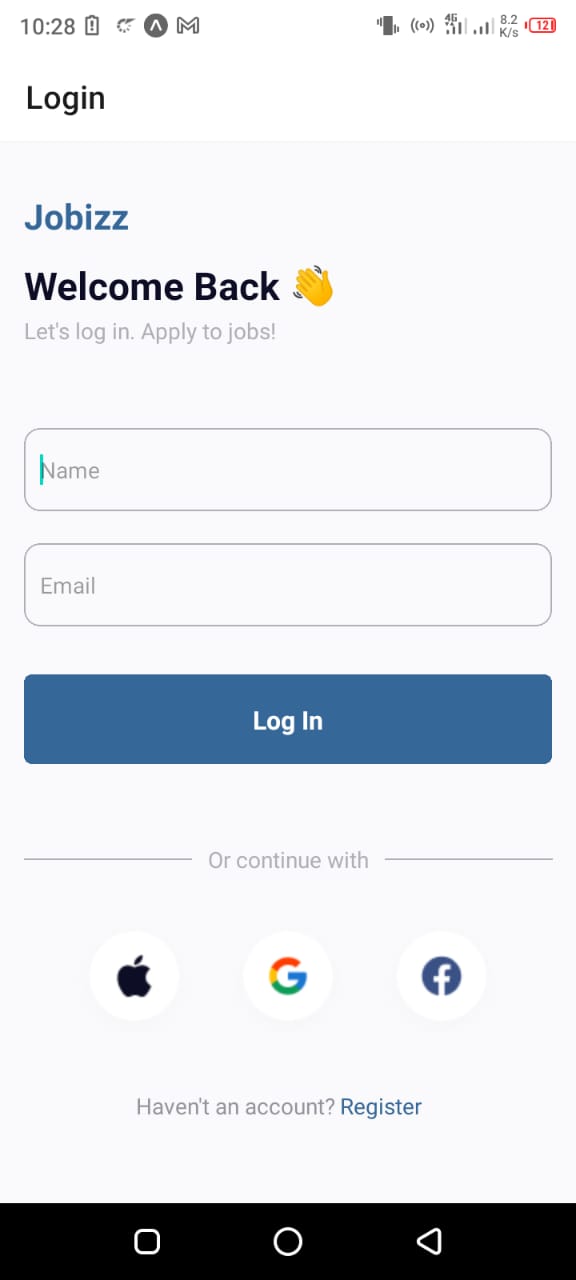 10:28 4G 8.2 K/s 12
Login
Jobizz
Welcome Back 👋
Let's log in. Apply to jobs!
Name
Email
Log In
Or continue with
Haven't an account? Register